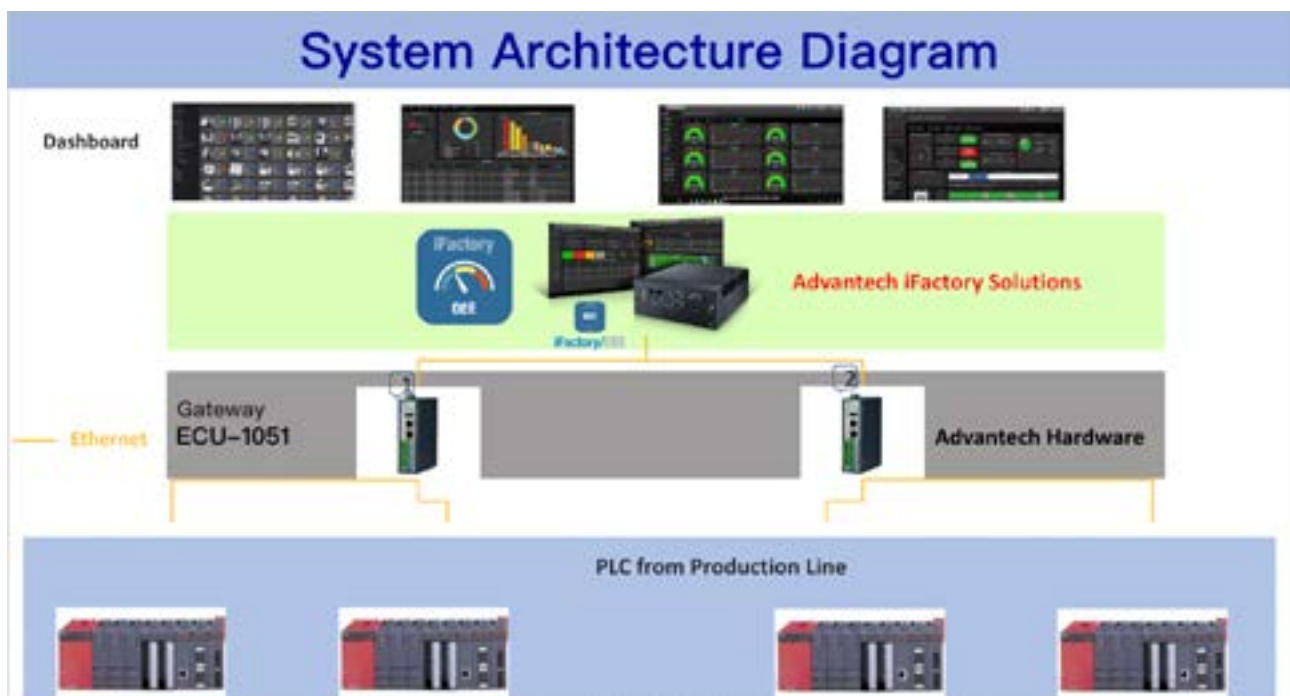 System Architecture Diagram
Dashboard
iFactory
OEE
Advantech iFactory Solutions
iFactory/
1
2
Gateway
ECU-1051
Ethernet
Advantech Hardware
PLC from Production Line